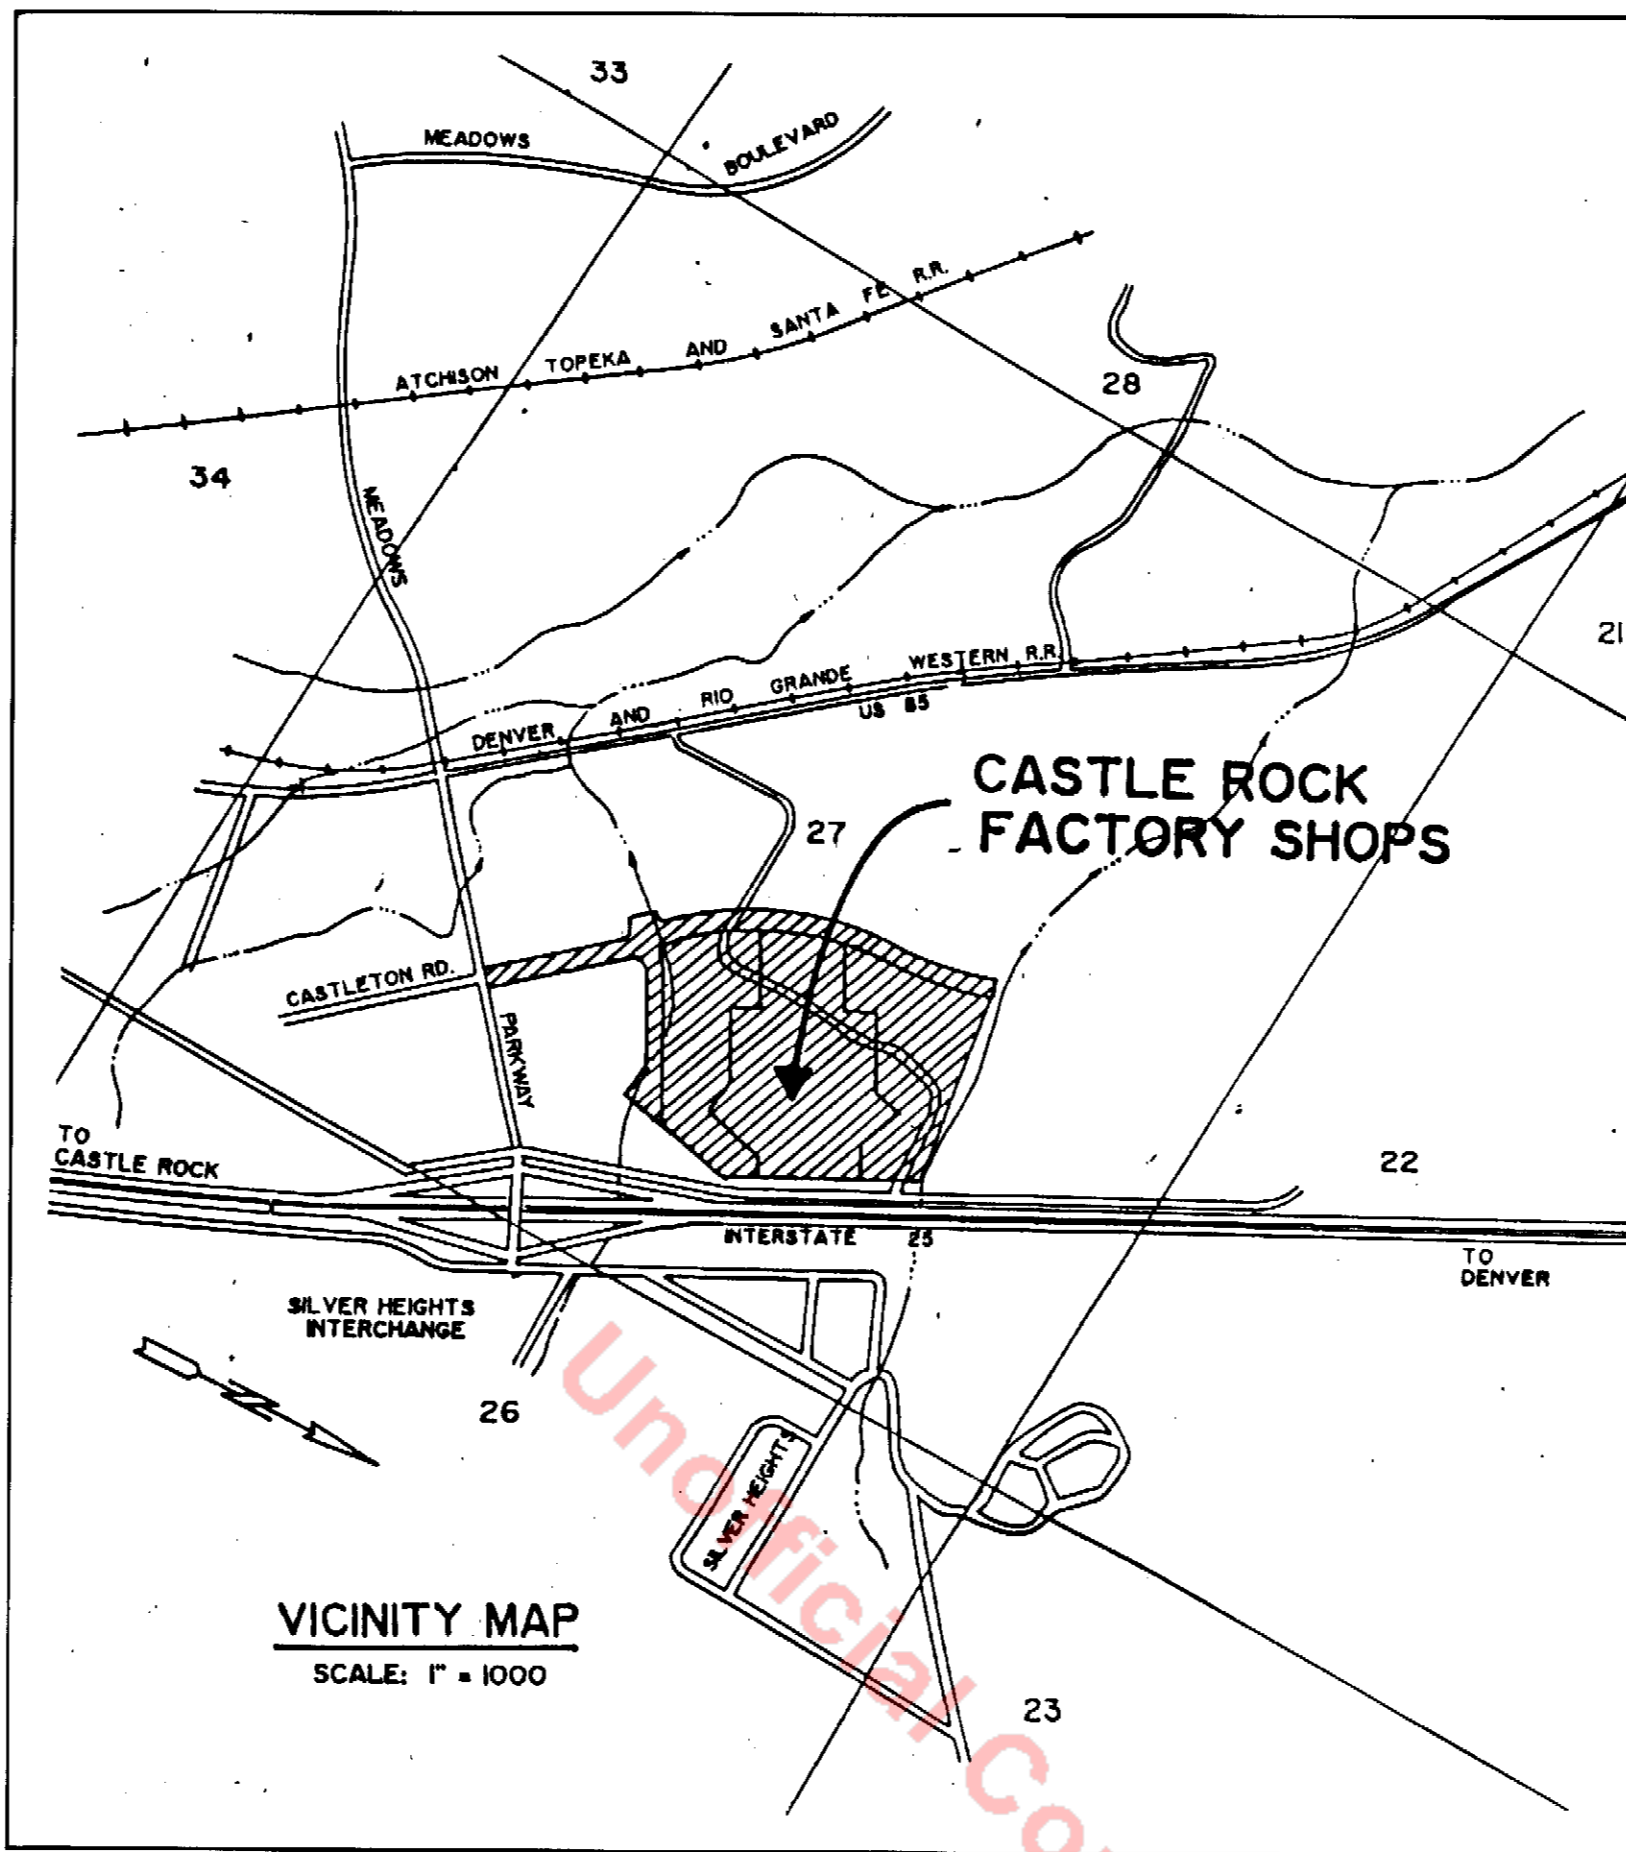 33
MEADOWS BOULEVARD
ATCHISON TOPEKA AND SANTA FE R.R.
28
34
MEADOWS
21
DENVER AND RIO GRANDE WESTERN R.R.
US 85
CASTLE ROCK
FACTORY SHOPS
27
CASTLETON RD.
PARKWAY
TO
CASTLE ROCK
22
INTERSTATE 25
TO
DENVER
SILVER HEIGHTS
INTERCHANGE
N
26
SILVER HEIGHTS
VICINITY MAP
SCALE: 1" = 1000
23
Unofficial